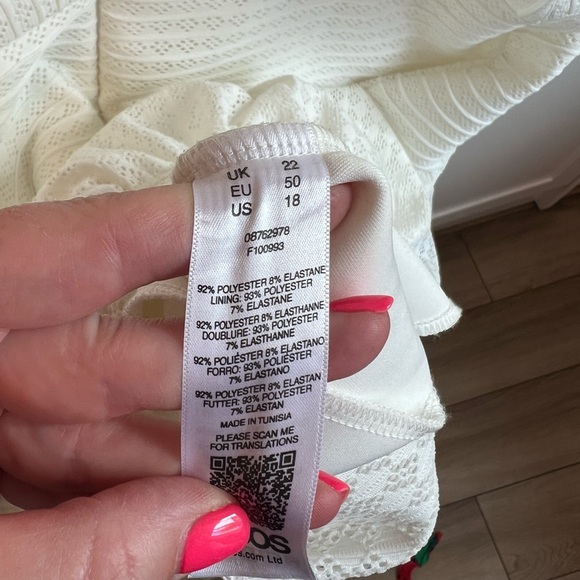 UK 22
EU 50
US 18
08762978
F100993
92% POLYESTER 8% ELASTANE
LINING: 93% POLYESTER
7% ELASTANE
92% POLYESTER 8% ELASTHANNE
DOUBLURE: 93% POLYESTER
7% ELASTHANNE
92% POLIÉSTER 8% ELASTANO
FORRO: 93% POLIÉSTER
7% ELASTANO
92% POLYESTER 8% ELASTAN
FUTTER: 93% POLYESTER
7% ELASTAN
MADE IN TUNISIA
PLEASE SCAN ME
FOR TRANSLATIONS
OS
s.com Ltd